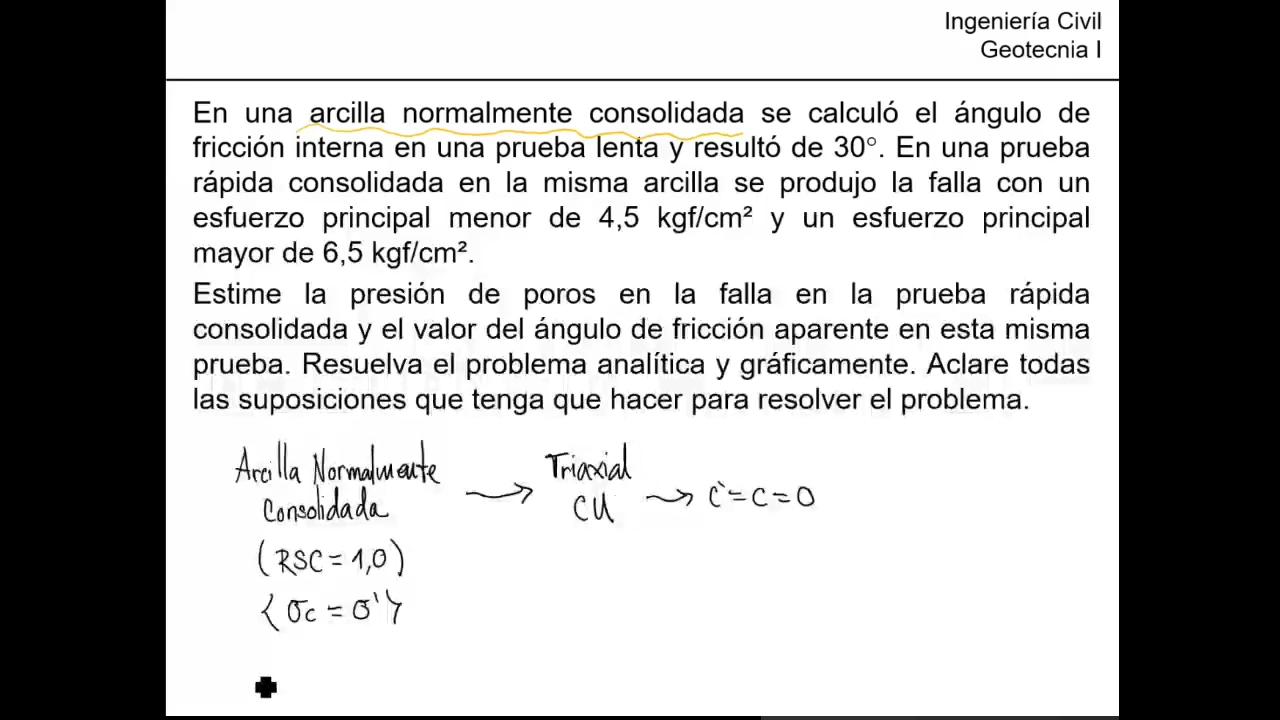 Ingeniería Civil
Geotecnia I
En una arcilla normalmente consolidada se calculó el ángulo de
fricción interna en una prueba lenta y resultó de 30°. En una prueba
rápida consolidada en la misma arcilla se produjo la falla con un
esfuerzo principal menor de 4,5 kgf/cm² y un esfuerzo principal
mayor de 6,5 kgf/cm².
Estime la presión de poros en la falla en la prueba rápida
consolidada y el valor del ángulo de fricción aparente en esta misma
prueba. Resuelva el problema analítica y gráficamente. Aclare todas
las suposiciones que tenga que hacer para resolver el problema.
Arcilla Normalmente Consolidada
(RSC = 1,0)
{σc = σ'}
→ Triaxial CU → c' = c = 0